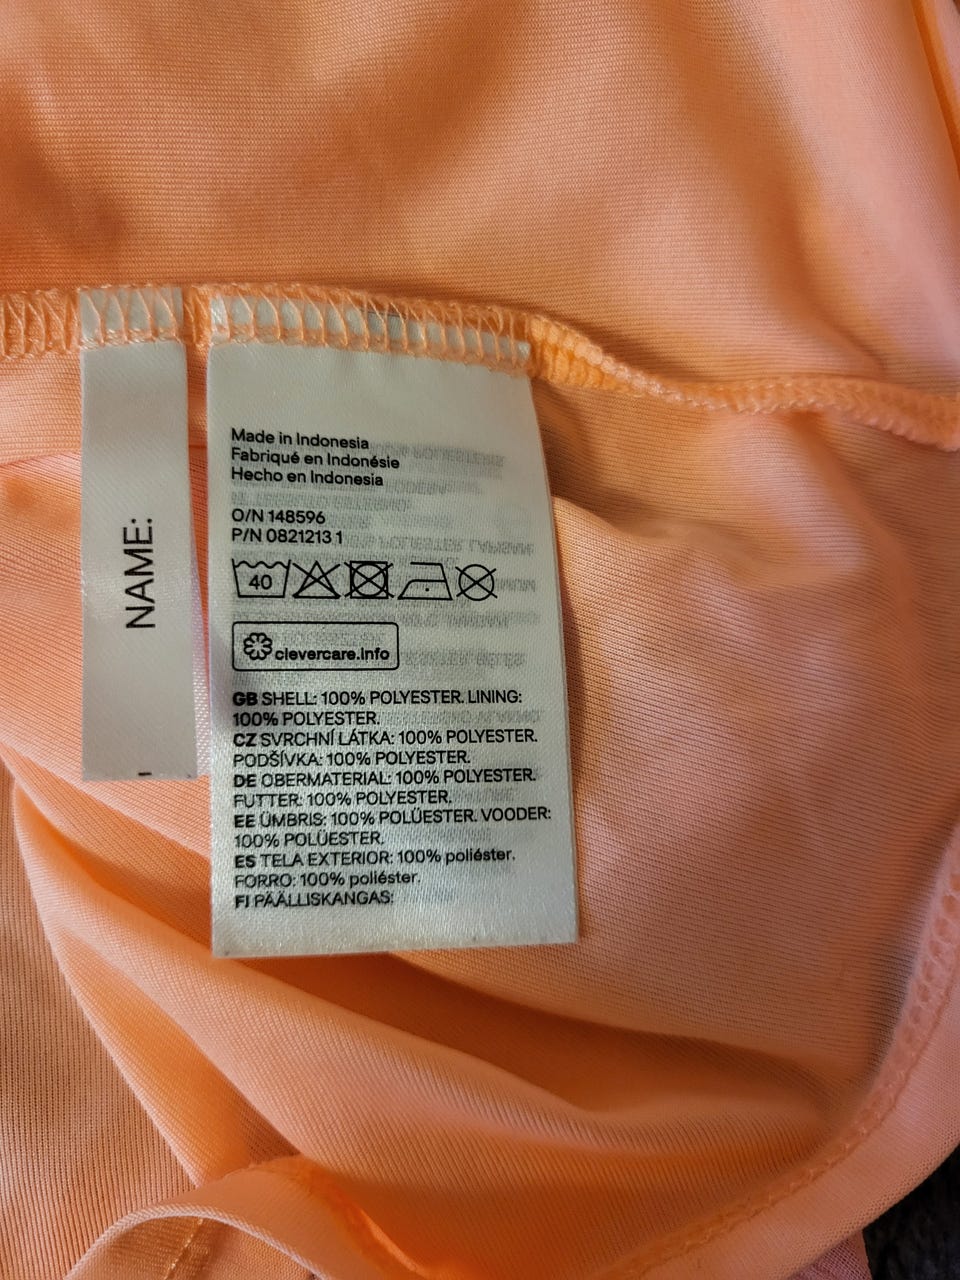 NAME:
Made in Indonesia
Fabriqué en Indonésie
Hecho en Indonesia
O/N 148596
P/N 0821213 1
40
clevercare.info
GB SHELL: 100% POLYESTER. LINING:
100% POLYESTER.
CZ SVRCHNÍ LÁTKA: 100% POLYESTER.
PODŠÍVKA: 100% POLYESTER.
DE OBERMATERIAL: 100% POLYESTER.
FUTTER: 100% POLYESTER.
EE ÜMBRIS: 100% POLÜESTER. VOODER:
100% POLÜESTER.
ES TELA EXTERIOR: 100% poliéster.
FORRO: 100% poliéster.
FI PÄÄLLISKANGAS: